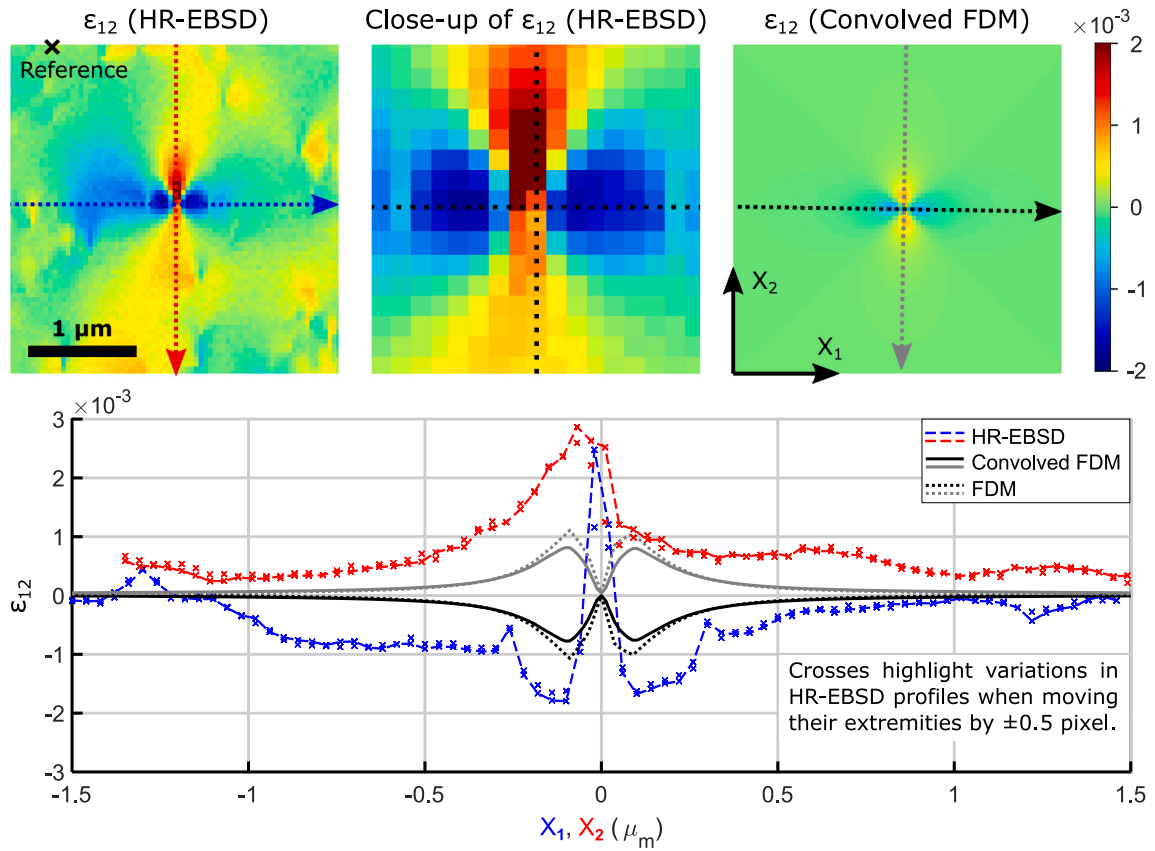 ε12 (HR-EBSD)
Close-up of ε12 (HR-EBSD)
ε12 (Convolved FDM)
×10-3
Reference
1 µm
X2
X1
2
1
0
-1
-2
×10-3
3
2
1
0
-1
-2
-3
ε12
HR-EBSD
Convolved FDM
FDM
Crosses highlight variations in
HR-EBSD profiles when moving
their extremities by ±0.5 pixel.
-1.5 -1 -0.5 0 0.5 1 1.5
X1, X2 (μm)